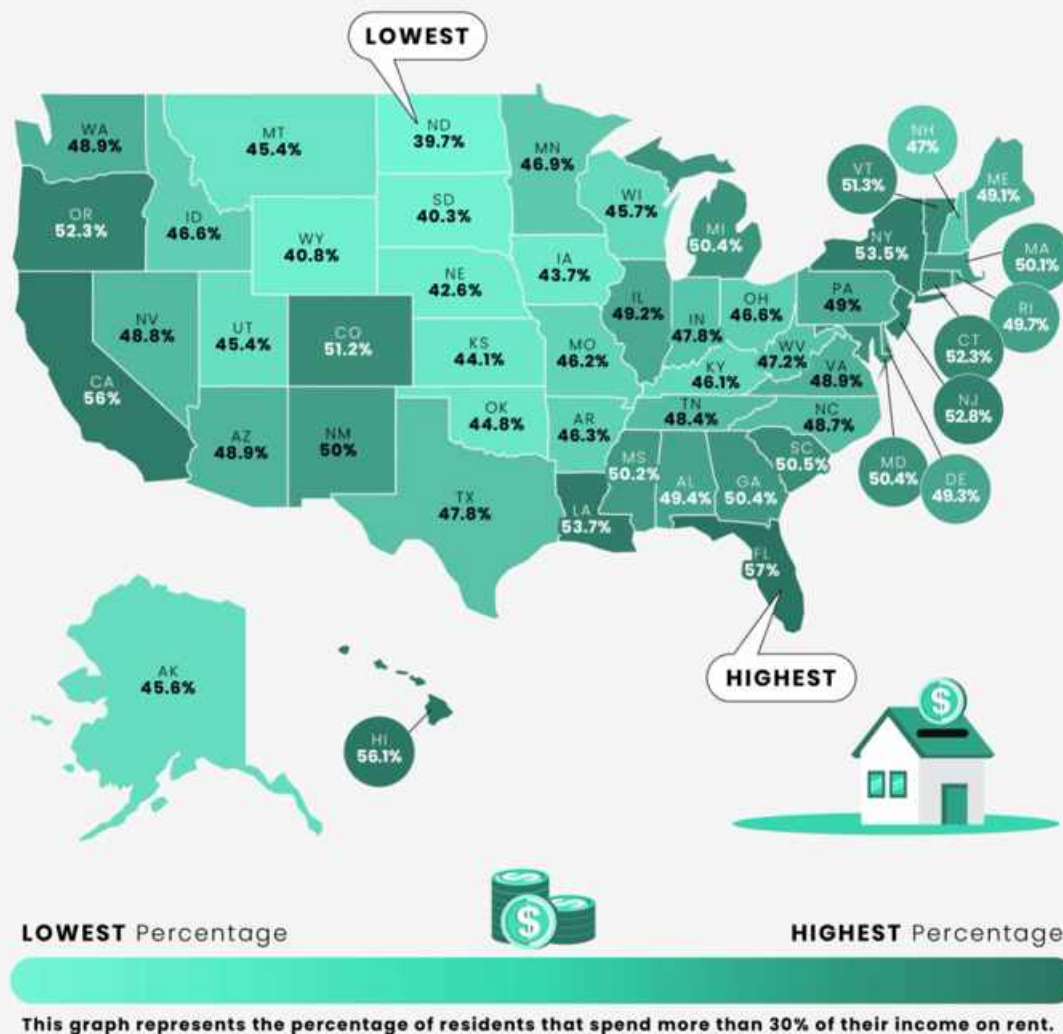 LOWEST
WA
48.9%
MT
45.4%
ND
39.7%
MN
46.9%
NH
47%
VT
51.3%
ME
49.1%
OR
52.3%
ID
46.6%
WY
40.8%
SD
40.3%
WI
45.7%
MI
50.4%
NY
53.5%
MA
50.1%
NE
42.6%
IA
43.7%
PA
49%
RI
49.7%
NV
48.8%
UT
45.4%
CO
51.2%
KS
44.1%
MO
46.2%
IL
49.2%
IN
47.8%
OH
46.6%
WV
47.2%
VA
48.9%
CT
52.3%
CA
56%
KY
46.1%
NJ
52.8%
AZ
48.9%
NM
50%
OK
44.8%
AR
46.3%
TN
48.4%
NC
48.7%
SC
50.5%
MD
50.4%
DE
49.3%
TX
47.8%
LA
53.7%
MS
50.2%
AL
49.4%
GA
50.4%
FL
57%
HIGHEST
AK
45.6%
HI
56.1%
$
$
LOWEST Percentage
HIGHEST Percentage
This graph represents the percentage of residents that spend more than 30% of their income on rent